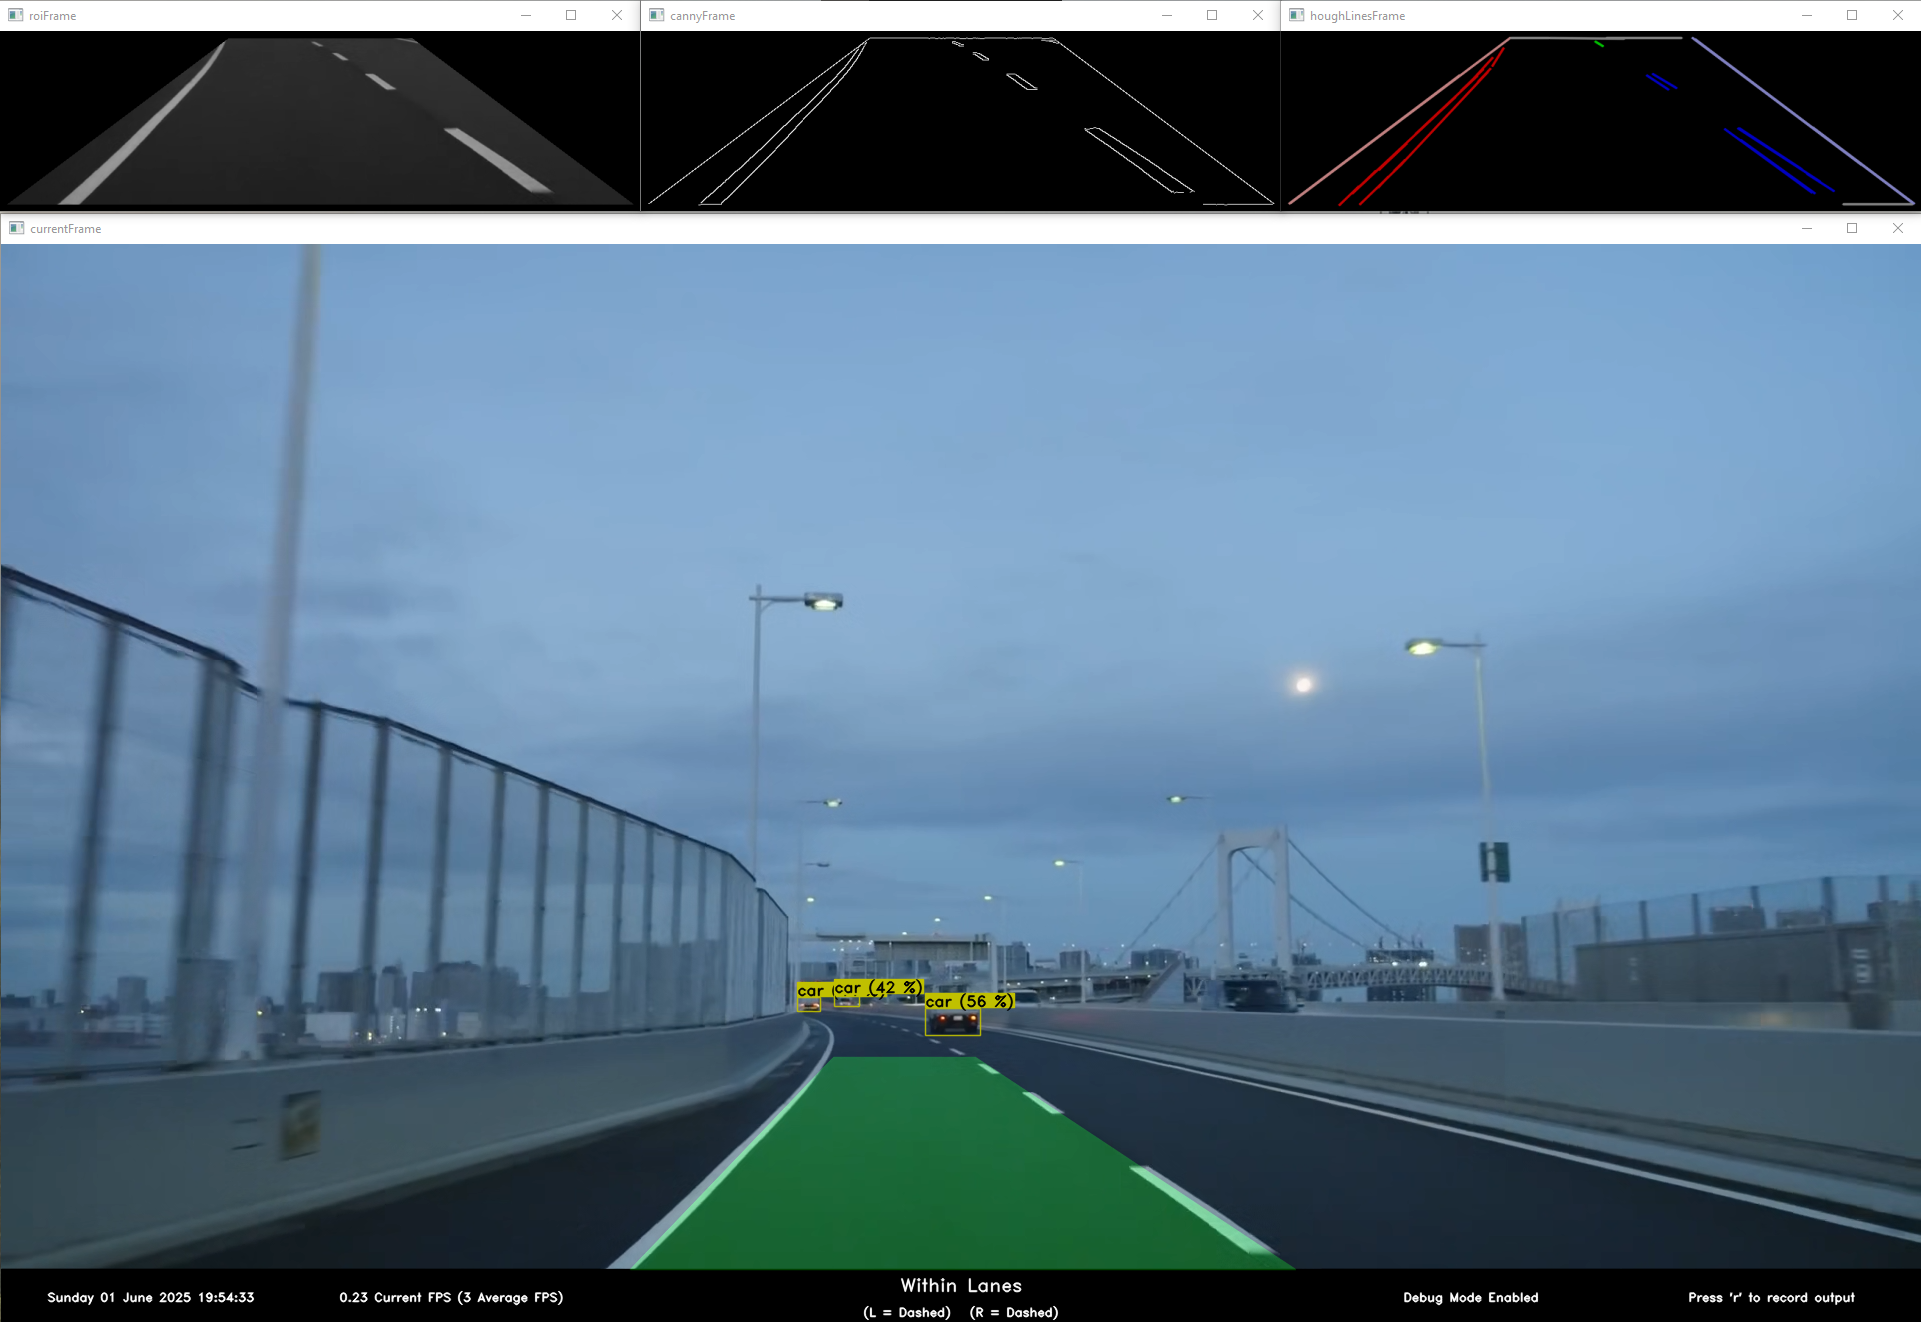 roiFrame
cannyFrame
houghLinesFrame
currentFrame
car (
car (42 %)
car (56 %)
Within Lanes
Sunday 01 June 2025 19:54:33
0.23 Current FPS (3 Average FPS)
(L = Dashed) (R = Dashed)
Debug Mode Enabled
Press 'r' to record output